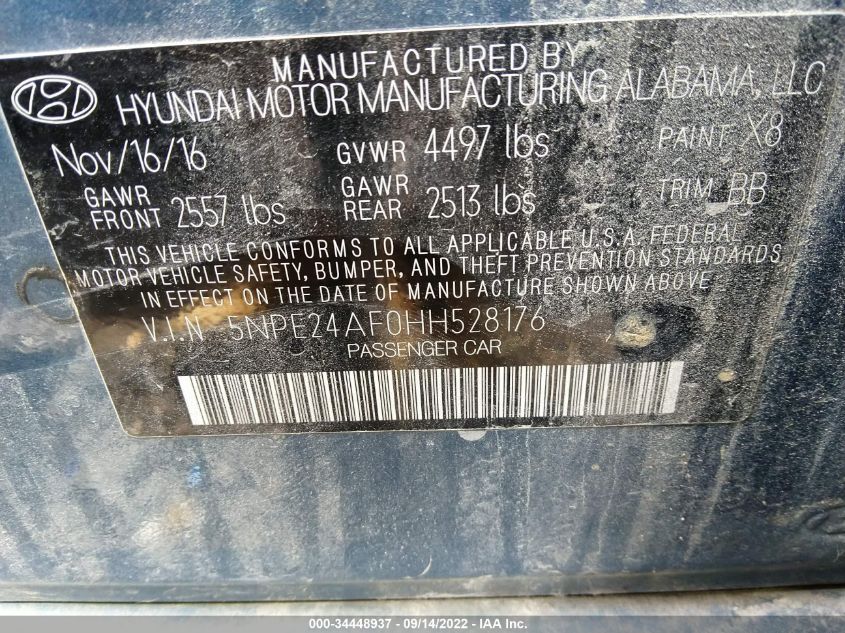 MANUFACTURED BY
HYUNDAI MOTOR MANUFACTURING ALABAMA, LLC
Nov/16/16 GVWR 4497 lbs PAINT X8
GAWR FRONT 2557 lbs GAWR REAR 2513 lbs TRIM BB
THIS VEHICLE CONFORMS TO ALL APPLICABLE U.S.A. FEDERAL
MOTOR VEHICLE SAFETY, BUMPER, AND THEFT PREVENTION STANDARDS
IN EFFECT ON THE DATE OF MANUFACTURE SHOWN ABOVE
V.I.N 5NPE24AF0HH528176
PASSENGER CAR
000-34448937 - 09/14/2022 - IAA Inc.